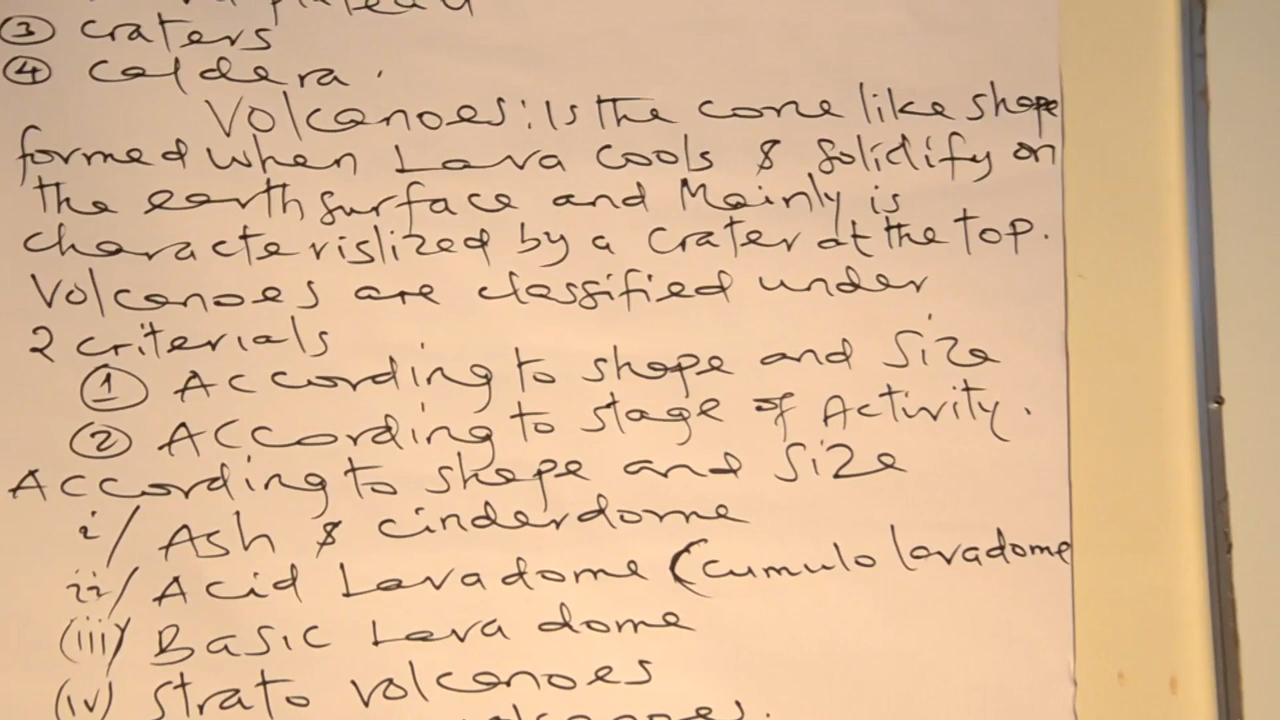 plateau
③ craters
④ caldera.
Volcanoes: Is the cone like shape
formed when Lava cools & solidify on
the earth surface and Mainly is
characterislized by a crater at the top.
Volcanoes are classified under
2 criterials
① According to shape and size
② According to stage of Activity.
According to shape and size
i/ Ash & cinderdome
ii/ Acid Lavadome (cumulo lavadome
(iii) Basic Lava dome
(iv) Strato volcanoes
volcanoes.